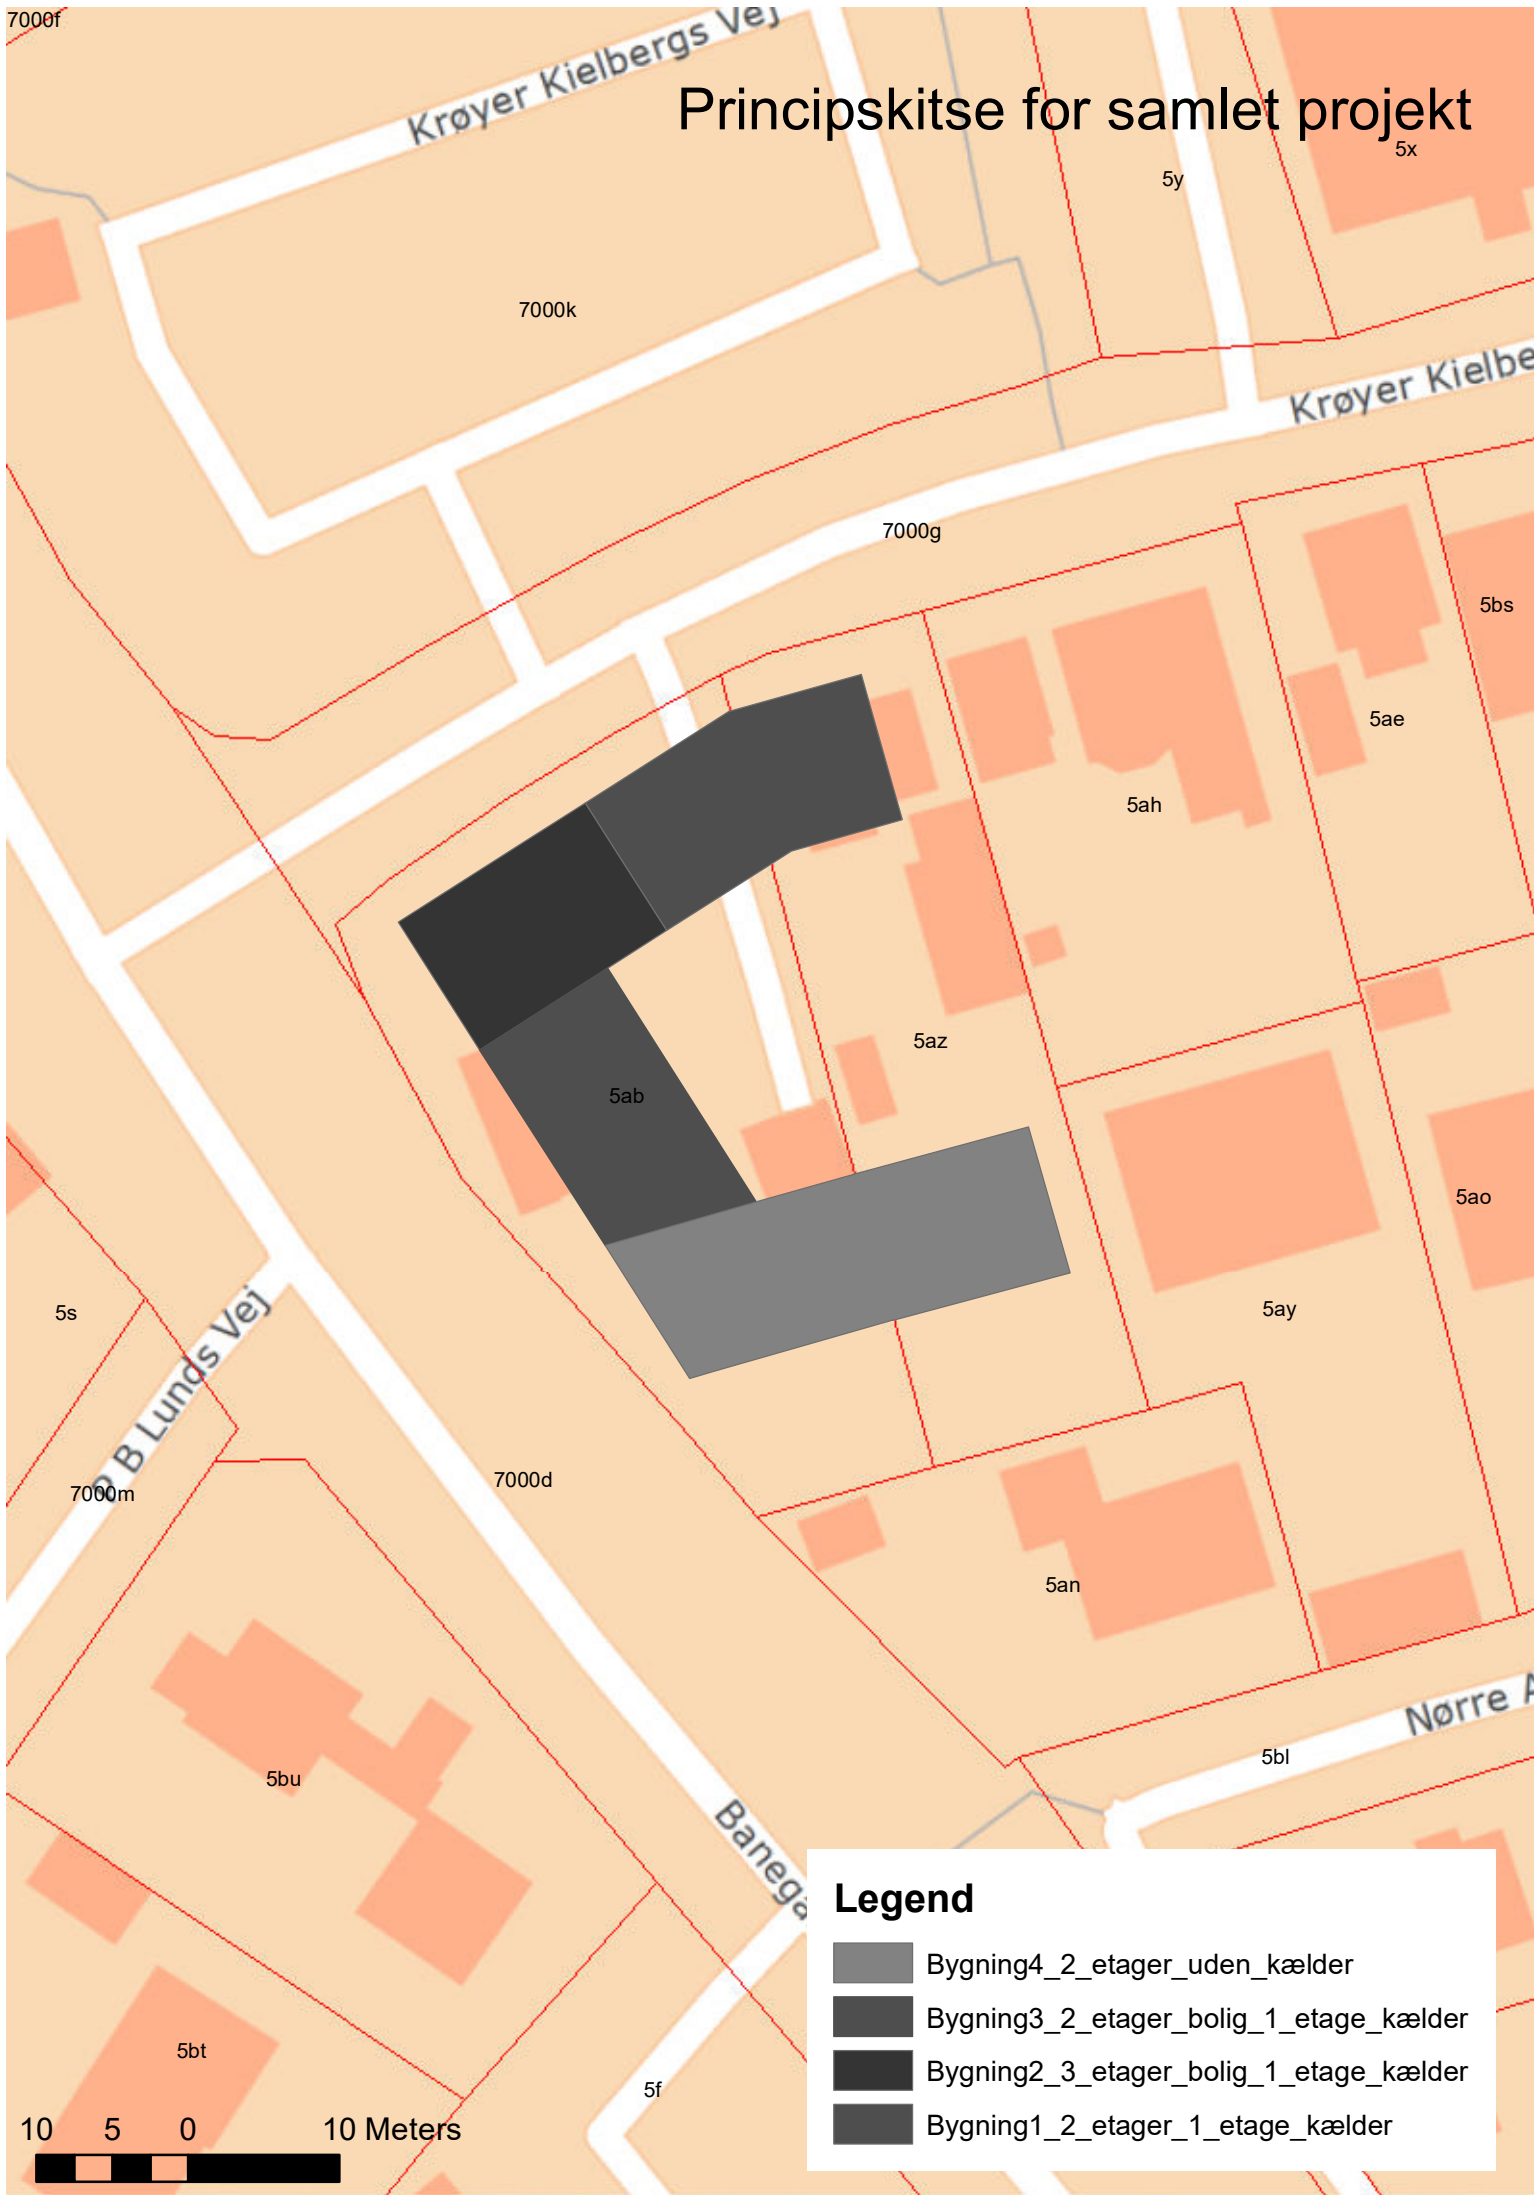 7000f
Krøyer Kielbergs Vej
Principskitse for samlet projekt
5x
5y
7000k
Krøyer Kielbe
7000g
5bs
5ae
5ah
5az
5ab
5ao
5s
5ay
P B Lunds Vej
7000m
7000d
5an
Nørre A
5bl
5bu
Banega
Legend
Bygning4_2_etager_uden_kælder
Bygning3_2_etager_bolig_1_etage_kælder
Bygning2_3_etager_bolig_1_etage_kælder
Bygning1_2_etager_1_etage_kælder
5bt
5f
10 5 0 10 Meters